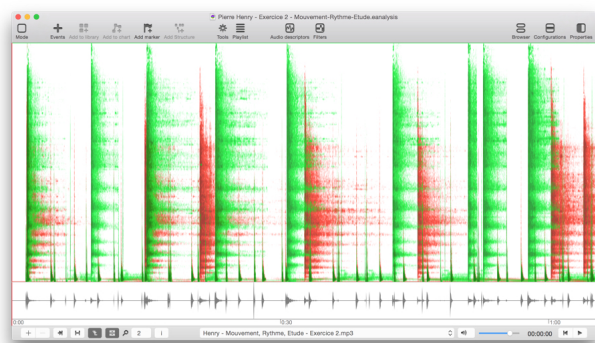 Pierre Henry - Exercice 2 - Mouvement-Rythme-Etude.eanalysis
Mode Events Add to library Add to chart Add marker Add Structure Tools Playlist Audio descriptors Filters Browser Configurations Properties
0:00 0:30 1:00
2 i Henry - Mouvement, Rythme, Etude - Exercice 2.mp3 00:00:00